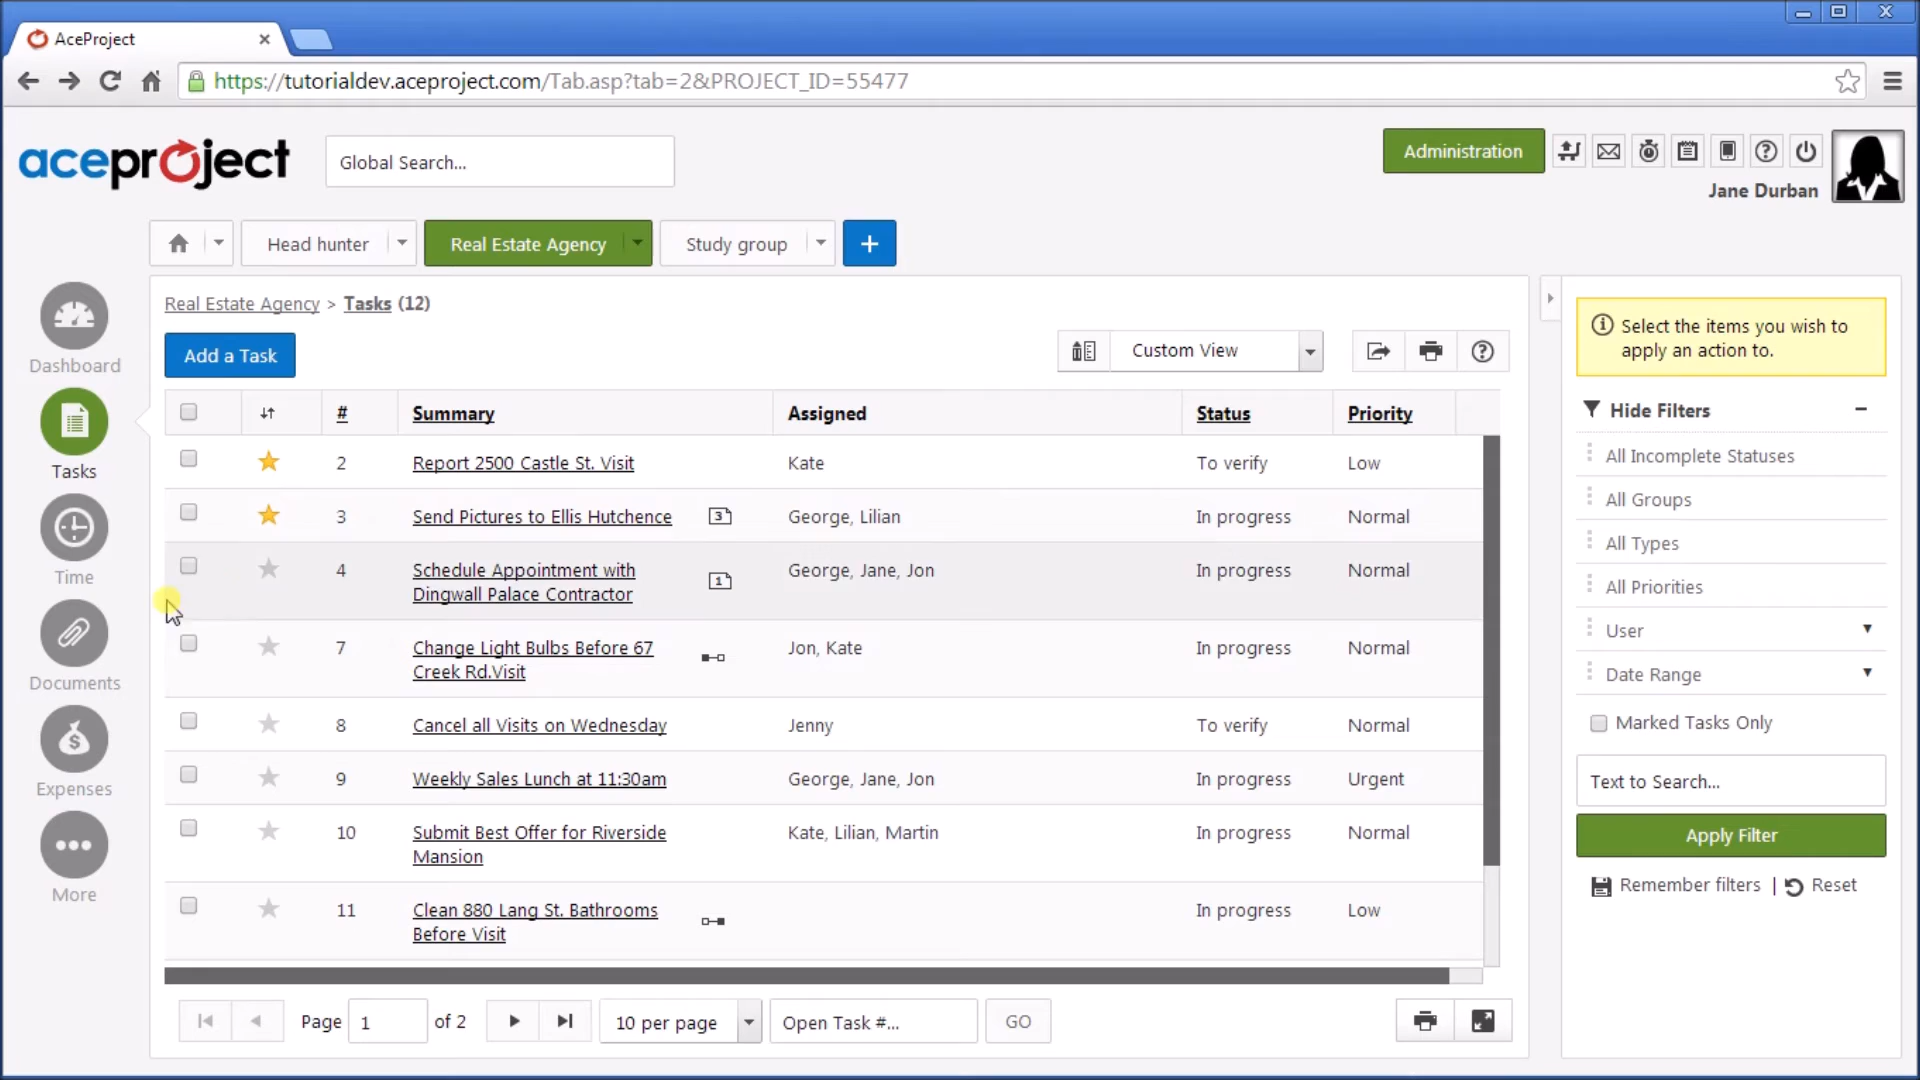 AceProject
https://tutorialdev.aceproject.com/Tab.asp?tab=2&PROJECT_ID=55477
aceproject
Global Search...
Administration
Jane Durban
Head hunter
Real Estate Agency
Study group
+
Dashboard
Tasks
Time
Documents
Expenses
More
Real Estate Agency > Tasks (12)
Add a Task
Custom View
# Summary Assigned Status Priority
2 Report 2500 Castle St. Visit Kate To verify Low
3 Send Pictures to Ellis Hutchence 3 George, Lilian In progress Normal
4 Schedule Appointment with 1 George, Jane, Jon In progress Normal
Dingwall Palace Contractor
7 Change Light Bulbs Before 67 Jon, Kate In progress Normal
Creek Rd.Visit
8 Cancel all Visits on Wednesday Jenny To verify Normal
9 Weekly Sales Lunch at 11:30am George, Jane, Jon In progress Urgent
10 Submit Best Offer for Riverside Kate, Lilian, Martin In progress Normal
Mansion
11 Clean 880 Lang St. Bathrooms In progress Low
Before Visit
Page 1 of 2
10 per page
Open Task #...
GO
Select the items you wish to
apply an action to.
Hide Filters
All Incomplete Statuses
All Groups
All Types
All Priorities
User
Date Range
Marked Tasks Only
Text to Search...
Apply Filter
Remember filters | Reset